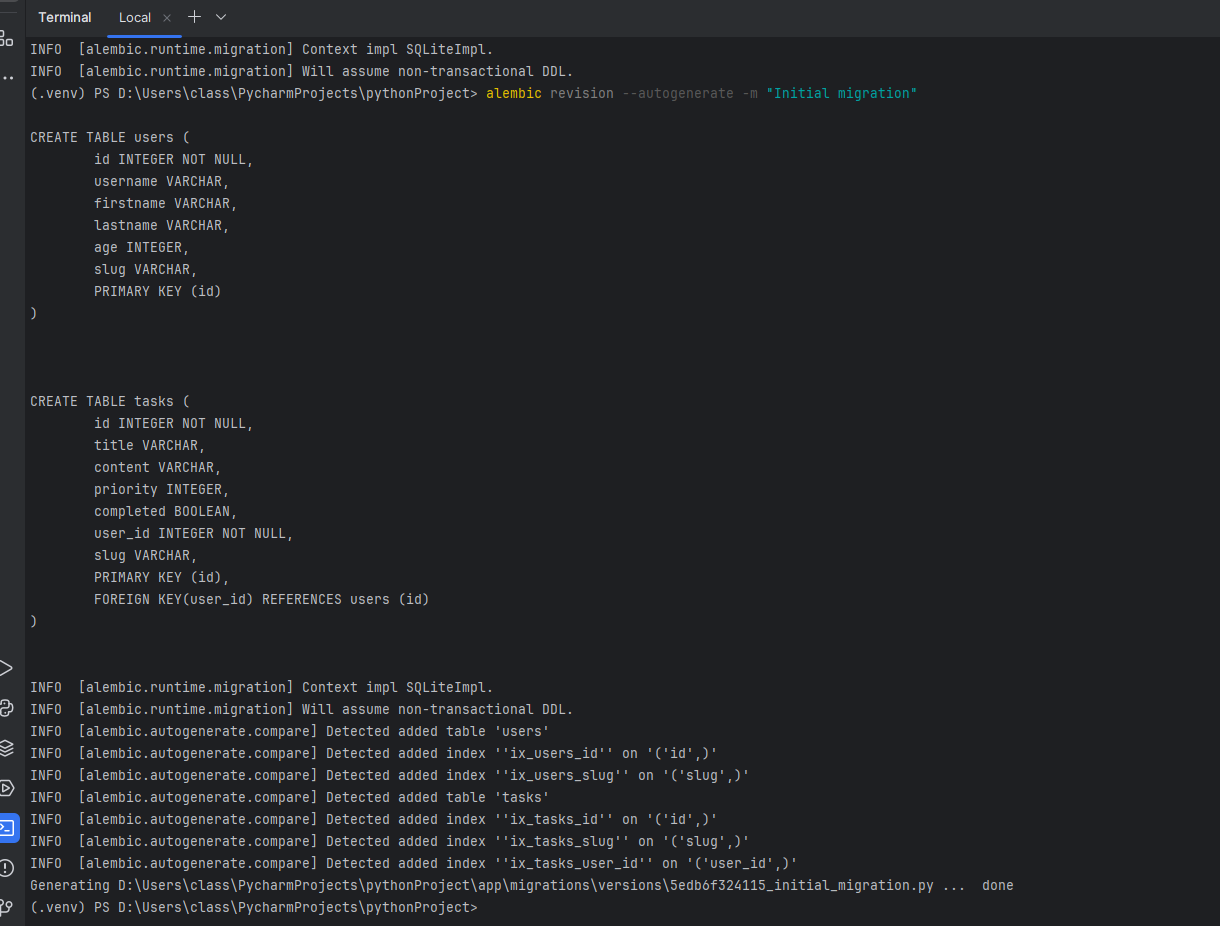 Terminal
Local
INFO  [alembic.runtime.migration] Context impl SQLiteImpl.
INFO  [alembic.runtime.migration] Will assume non-transactional DDL.
(.venv) PS D:\Users\class\PycharmProjects\pythonProject> alembic revision --autogenerate -m "Initial migration"
CREATE TABLE users (
        id INTEGER NOT NULL,
        username VARCHAR,
        firstname VARCHAR,
        lastname VARCHAR,
        age INTEGER,
        slug VARCHAR,
        PRIMARY KEY (id)
)
CREATE TABLE tasks (
        id INTEGER NOT NULL,
        title VARCHAR,
        content VARCHAR,
        priority INTEGER,
        completed BOOLEAN,
        user_id INTEGER NOT NULL,
        slug VARCHAR,
        PRIMARY KEY (id),
        FOREIGN KEY(user_id) REFERENCES users (id)
)
INFO  [alembic.runtime.migration] Context impl SQLiteImpl.
INFO  [alembic.runtime.migration] Will assume non-transactional DDL.
INFO  [alembic.autogenerate.compare] Detected added table 'users'
INFO  [alembic.autogenerate.compare] Detected added index ''ix_users_id'' on '('id',)'
INFO  [alembic.autogenerate.compare] Detected added index ''ix_users_slug'' on '('slug',)'
INFO  [alembic.autogenerate.compare] Detected added table 'tasks'
INFO  [alembic.autogenerate.compare] Detected added index ''ix_tasks_id'' on '('id',)'
INFO  [alembic.autogenerate.compare] Detected added index ''ix_tasks_slug'' on '('slug',)'
INFO  [alembic.autogenerate.compare] Detected added index ''ix_tasks_user_id'' on '('user_id',)'
Generating D:\Users\class\PycharmProjects\pythonProject\app\migrations\versions\5edb6f324115_initial_migration.py ...  done
(.venv) PS D:\Users\class\PycharmProjects\pythonProject>